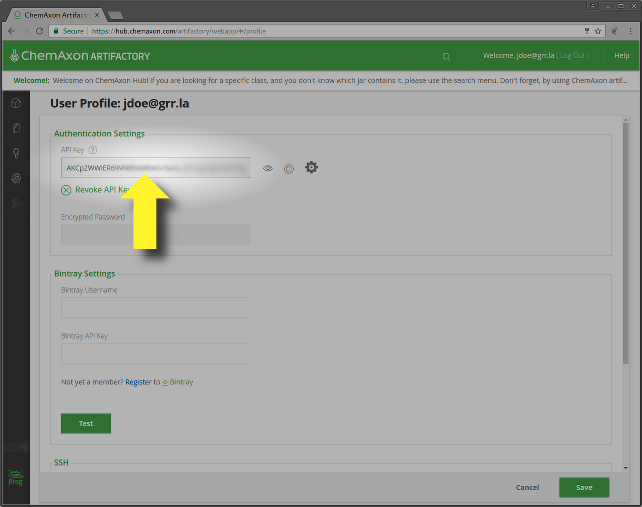 ChemAxon Artifactory
Secure
https://hub.chemaxon.com/artifactory/webapp/#/profile
ChemAxon ARTIFACTORY
Welcome, jdoe@grr.la ( Log Out )
Help
Welcome! Welcome on ChemAxon Hub! If you are looking for a specific class, and you don't know which jar contains it, please use the search menu. Don't forget, by using ChemAxon artif...
User Profile: jdoe@grr.la
Authentication Settings
API Key
Revoke API Key
Encrypted Password
Bintray Settings
Bintray Username
Bintray API Key
Not yet a member? Register to Bintray
Test
SSH
JFrog
Cancel
Save